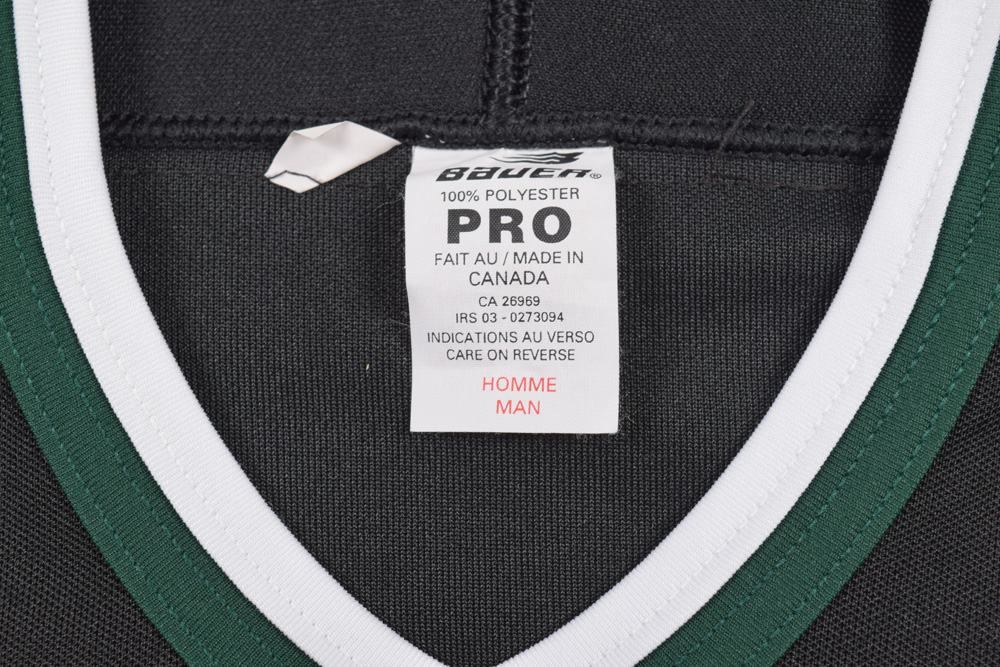 BAUER®
100% POLYESTER
PRO
FAIT AU / MADE IN
CANADA
CA 26969
IRS 03 - 0273094
INDICATIONS AU VERSO
CARE ON REVERSE
HOMME
MAN